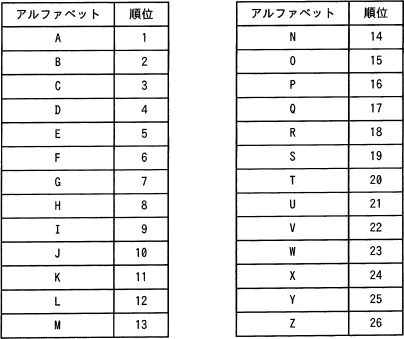 アルファベット 順位
A 1
B 2
C 3
D 4
E 5
F 6
G 7
H 8
I 9
J 10
K 11
L 12
M 13
アルファベット 順位
N 14
O 15
P 16
Q 17
R 18
S 19
T 20
U 21
V 22
W 23
X 24
Y 25
Z 26